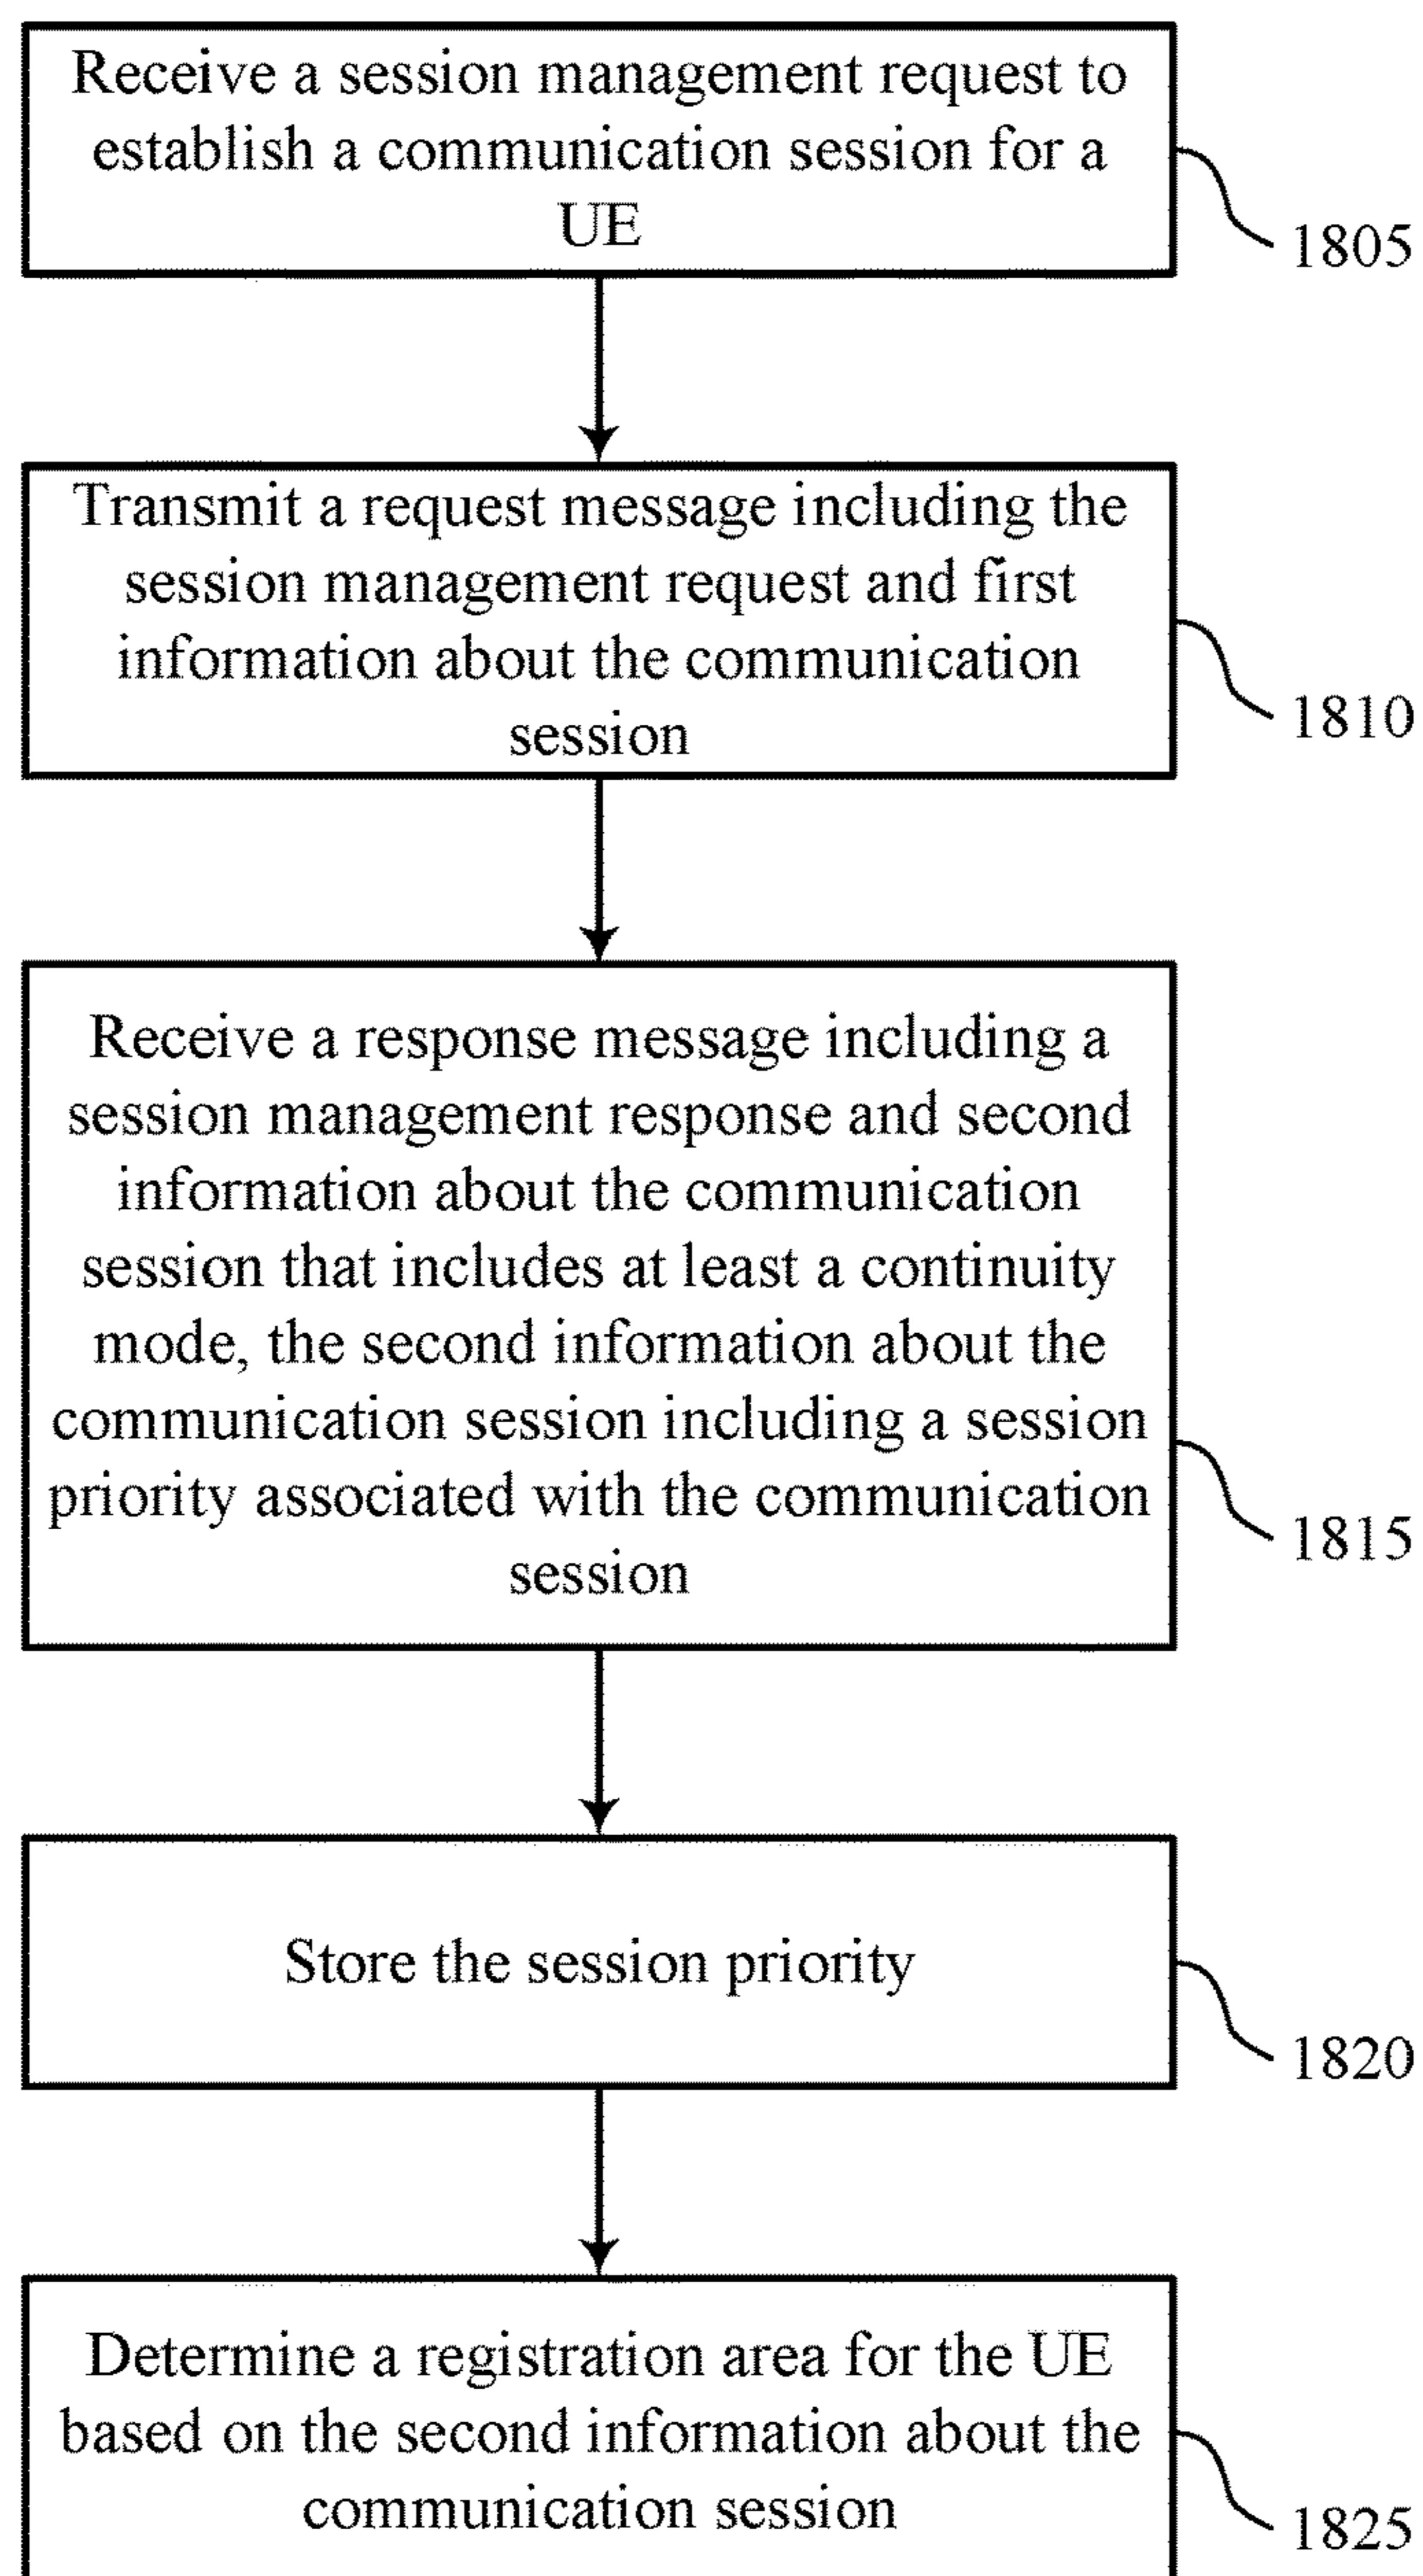 Receive a session management request to
establish a communication session for a
UE
1805
Transmit a request message including the
session management request and first
information about the communication
session
1810
Receive a response message including a
session management response and second
information about the communication
session that includes at least a continuity
mode, the second information about the
communication session including a session
priority associated with the communication
session
1815
Store the session priority
1820
Determine a registration area for the UE
based on the second information about the
communication session
1825